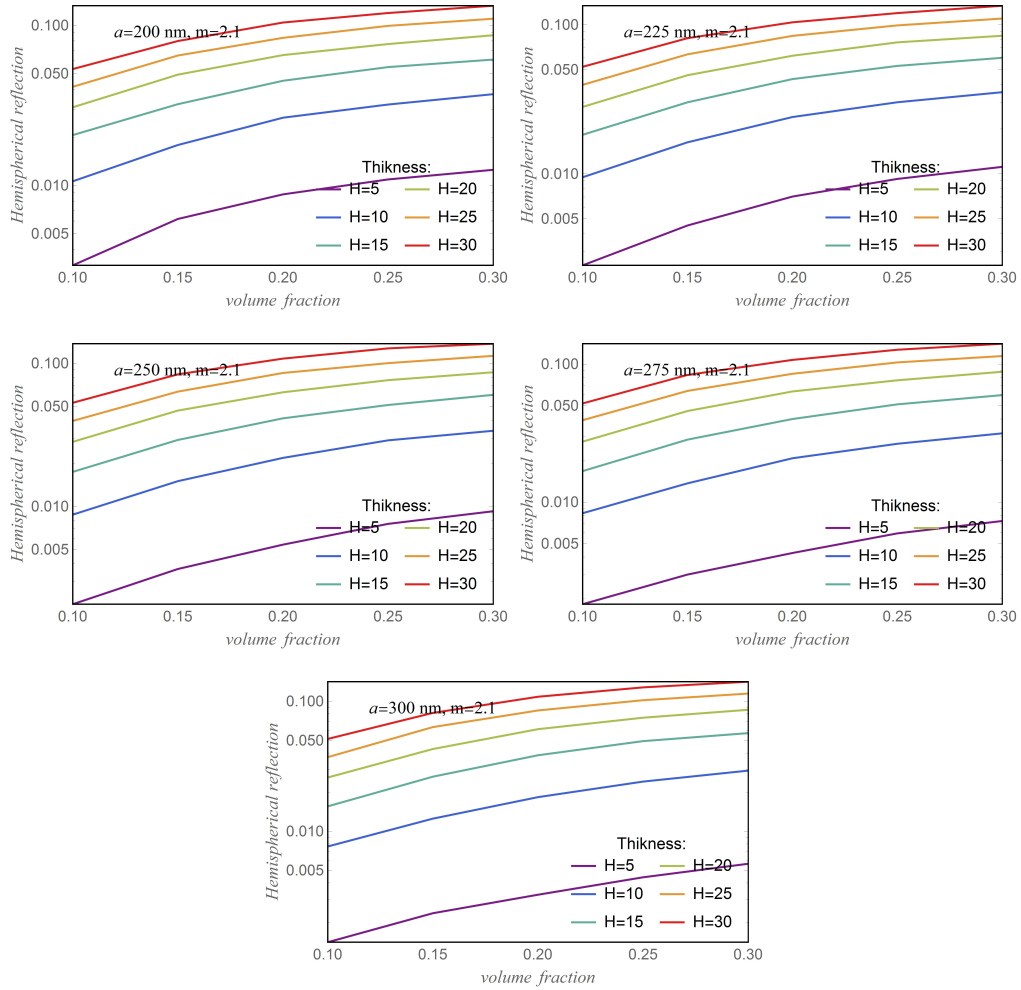 a=200 nm, m=2.1
Hemispherical reflection
0.100
0.050
0.010
0.005
Thikness:
H=5 H=20
H=10 H=25
H=15 H=30
0.10 0.15 0.20 0.25 0.30
volume fraction
a=225 nm, m=2.1
Hemispherical reflection
0.100
0.050
0.010
0.005
Thikness:
H=5 H=20
H=10 H=25
H=15 H=30
0.10 0.15 0.20 0.25 0.30
volume fraction
a=250 nm, m=2.1
Hemispherical reflection
0.100
0.050
0.010
0.005
Thikness:
H=5 H=20
H=10 H=25
H=15 H=30
0.10 0.15 0.20 0.25 0.30
volume fraction
a=275 nm, m=2.1
Hemispherical reflection
0.100
0.050
0.010
0.005
Thikness:
H=5 H=20
H=10 H=25
H=15 H=30
0.10 0.15 0.20 0.25 0.30
volume fraction
a=300 nm, m=2.1
Hemispherical reflection
0.100
0.050
0.010
0.005
Thikness:
H=5 H=20
H=10 H=25
H=15 H=30
0.10 0.15 0.20 0.25 0.30
volume fraction